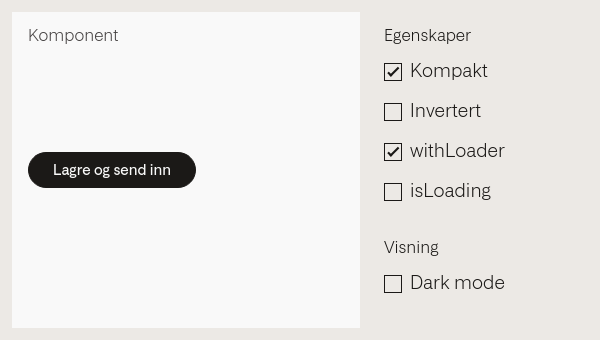 Komponent
Lagre og send inn
Egenskaper
Kompakt
Invertert
withLoader
isLoading
Visning
Dark mode